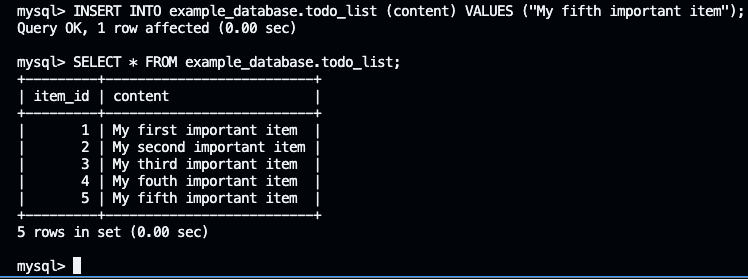 mysql> INSERT INTO example_database.todo_list (content) VALUES ("My fifth important item");
Query OK, 1 row affected (0.00 sec)
mysql> SELECT * FROM example_database.todo_list;
+---------+--------------------------+
| item_id | content                  |
+---------+--------------------------+
|       1 | My first important item  |
|       2 | My second important item |
|       3 | My third important item  |
|       4 | My fouth important item  |
|       5 | My fifth important item  |
+---------+--------------------------+
5 rows in set (0.00 sec)
mysql>